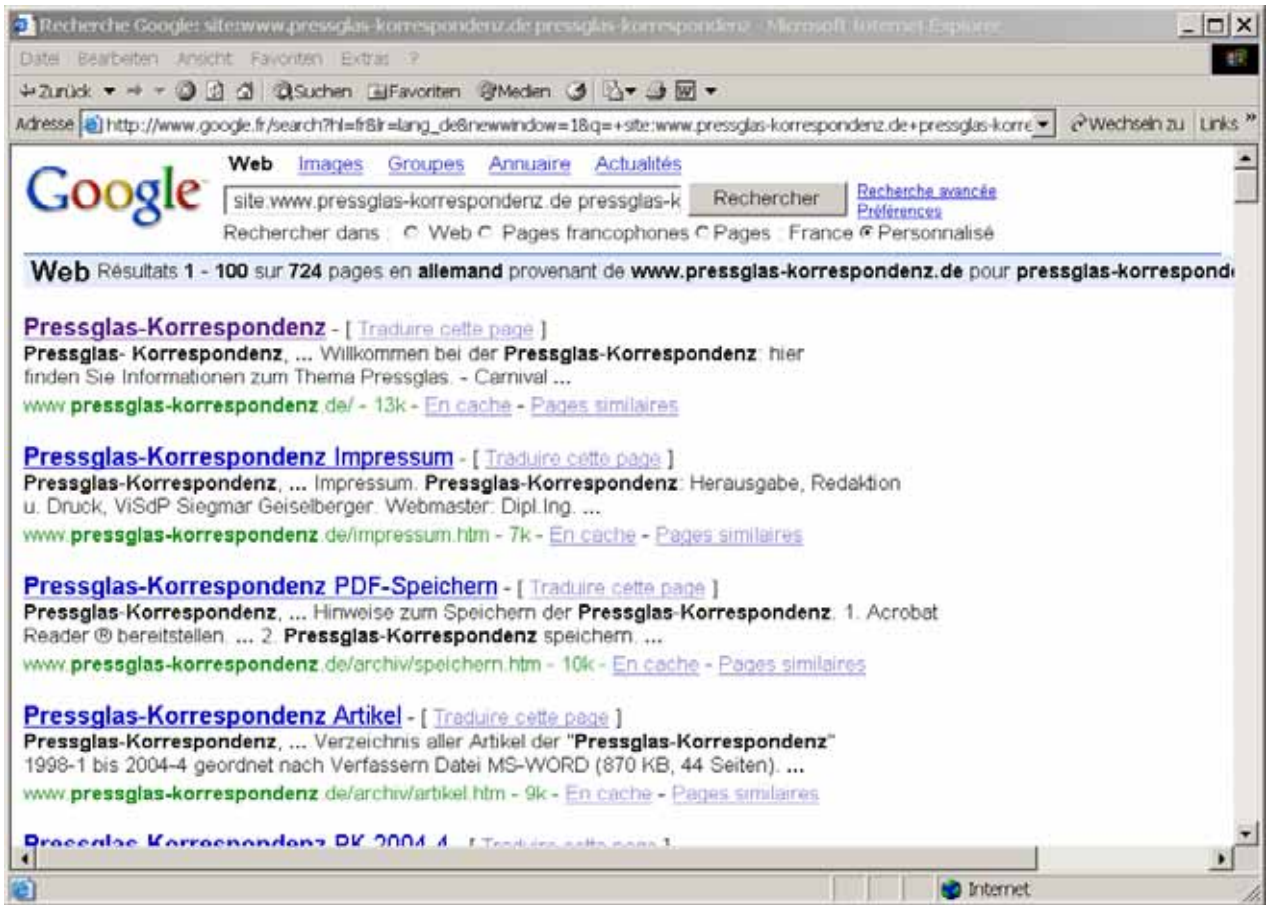 Recherche Google: site:www.pressglas-korrespondenz.de pressglas-korrespondenz - Microsoft Internet Explorer
Datei Bearbeiten Ansicht Favoriten Extras ?
Zurück Suchen Favoriten Medien
Adresse http://www.google.fr/search?hl=fr&lr=lang_de&newwindow=1&q=+site:www.pressglas-korrespondenz.de+pressglas-korre Wechseln zu Links »
Web Images Groupes Annuaire Actualités
Google site:www.pressglas-korrespondenz.de pressglas-k Rechercher Recherche avancée
Préférences
Rechercher dans : Web Pages francophones Pages : France Personnalisé
Web Résultats 1 - 100 sur 724 pages en allemand provenant de www.pressglas-korrespondenz.de pour pressglas-korresponde
Pressglas-Korrespondenz - [ Traduire cette page ]
Pressglas- Korrespondenz, ... Willkommen bei der Pressglas-Korrespondenz: hier
finden Sie Informationen zum Thema Pressglas. - Carnival ...
www.pressglas-korrespondenz.de/ - 13k - En cache - Pages similaires
Pressglas-Korrespondenz Impressum - [ Traduire cette page ]
Pressglas-Korrespondenz, ... Impressum. Pressglas-Korrespondenz: Herausgabe, Redaktion
u. Druck, ViSdP Siegmar Geiselberger. Webmaster: Dipl.Ing. ...
www.pressglas-korrespondenz.de/impressum.htm - 7k - En cache - Pages similaires
Pressglas-Korrespondenz PDF-Speichern - [ Traduire cette page ]
Pressglas-Korrespondenz, ... Hinweise zum Speichern der Pressglas-Korrespondenz. 1. Acrobat
Reader ® bereitstellen. ... 2. Pressglas-Korrespondenz speichern. ...
www.pressglas-korrespondenz.de/archiv/speichern.htm - 10k - En cache - Pages similaires
Pressglas-Korrespondenz Artikel - [ Traduire cette page ]
Pressglas-Korrespondenz, ... Verzeichnis aller Artikel der "Pressglas-Korrespondenz"
1998-1 bis 2004-4 geordnet nach Verfassern Datei MS-WORD (870 KB, 44 Seiten). ...
www.pressglas-korrespondenz.de/archiv/artikel.htm - 9k - En cache - Pages similaires
Pressglas-Korrespondenz PK 2004-4 - [ Traduire cette page ]
Internet